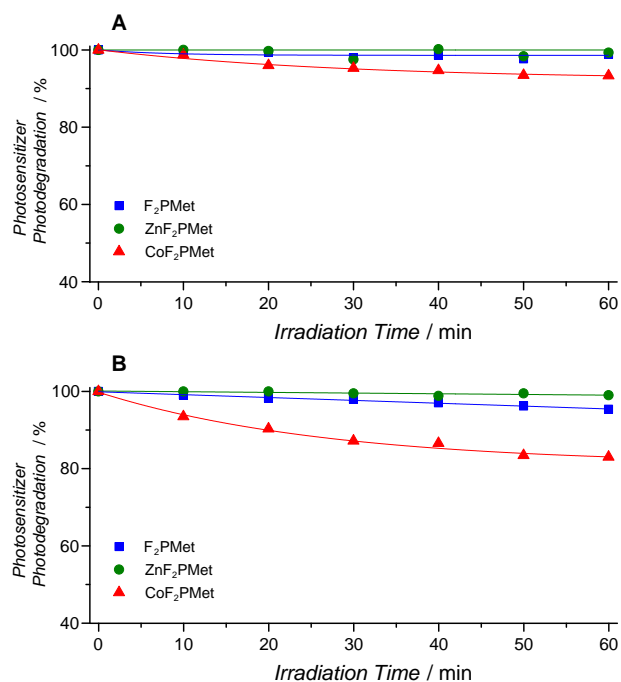 A
Photosensitizer
Photodegradation / %
100
80
60
40
F₂PMet
ZnF₂PMet
CoF₂PMet
0 10 20 30 40 50 60
Irradiation Time / min
B
Photosensitizer
Photodegradation / %
100
80
60
40
F₂PMet
ZnF₂PMet
CoF₂PMet
0 10 20 30 40 50 60
Irradiation Time / min